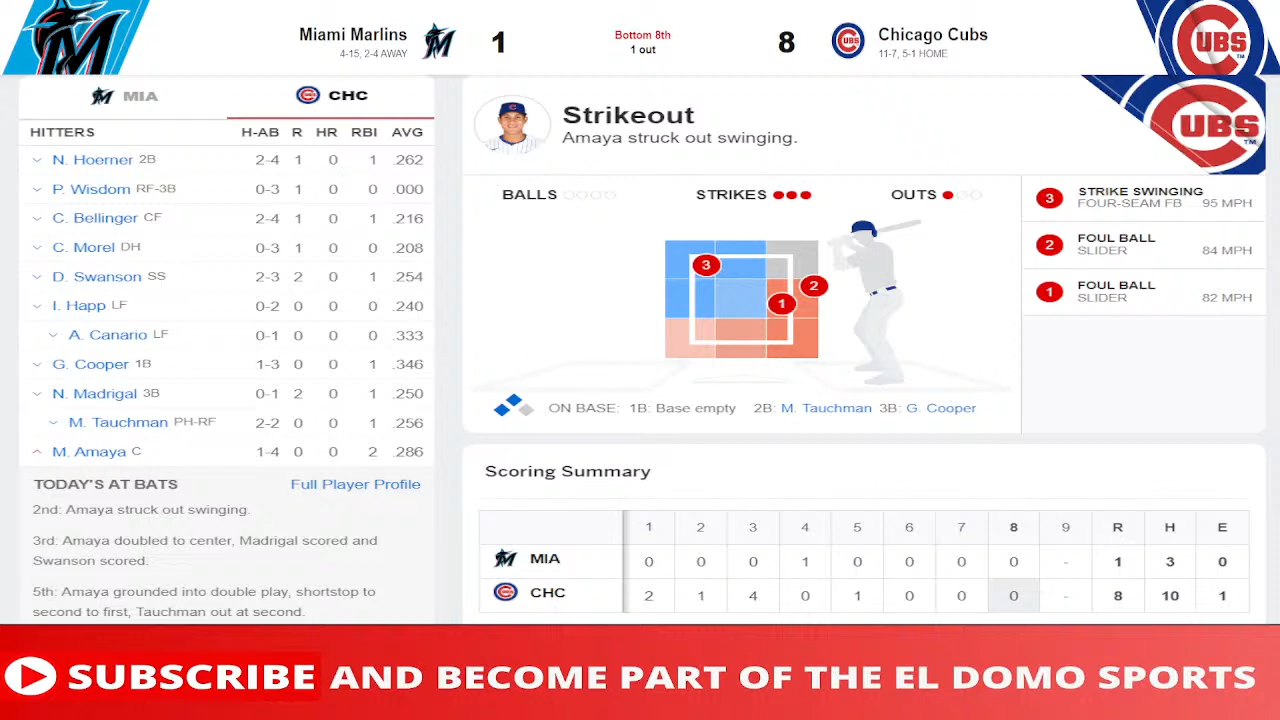 Miami Marlins
4-15, 2-4 AWAY
1
Bottom 8th
1 out
8
Chicago Cubs
11-7, 5-1 HOME
CUBS
TM
MIA
CHC
HITTERS H-AB R HR RBI AVG
N. Hoerner 2B 2-4 1 0 1 .262
P. Wisdom RF-3B 0-3 1 0 0 .000
C. Bellinger CF 2-4 1 0 1 .216
C. Morel DH 0-3 1 0 0 .208
D. Swanson SS 2-3 2 0 1 .254
I. Happ LF 0-2 0 0 0 .240
A. Canario LF 0-1 0 0 0 .333
G. Cooper 1B 1-3 0 0 1 .346
N. Madrigal 3B 0-1 2 0 1 .250
M. Tauchman PH-RF 2-2 0 0 1 .256
M. Amaya C 1-4 0 0 2 .286
TODAY'S AT BATS Full Player Profile
2nd: Amaya struck out swinging.
3rd: Amaya doubled to center, Madrigal scored and
Swanson scored.
5th: Amaya grounded into double play, shortstop to
second to first, Tauchman out at second.
Strikeout
Amaya struck out swinging.
CUBS
TM
BALLS STRIKES OUTS
3
2
1
3 STRIKE SWINGING
FOUR-SEAM FB 95 MPH
2 FOUL BALL
SLIDER 84 MPH
1 FOUL BALL
SLIDER 82 MPH
ON BASE: 1B: Base empty 2B: M. Tauchman 3B: G. Cooper
Scoring Summary
1 2 3 4 5 6 7 8 9 R H E
MIA 0 0 0 1 0 0 0 0 - 1 3 0
CHC 2 1 4 0 1 0 0 0 - 8 10 1
SUBSCRIBE AND BECOME PART OF THE EL DOMO SPORTS